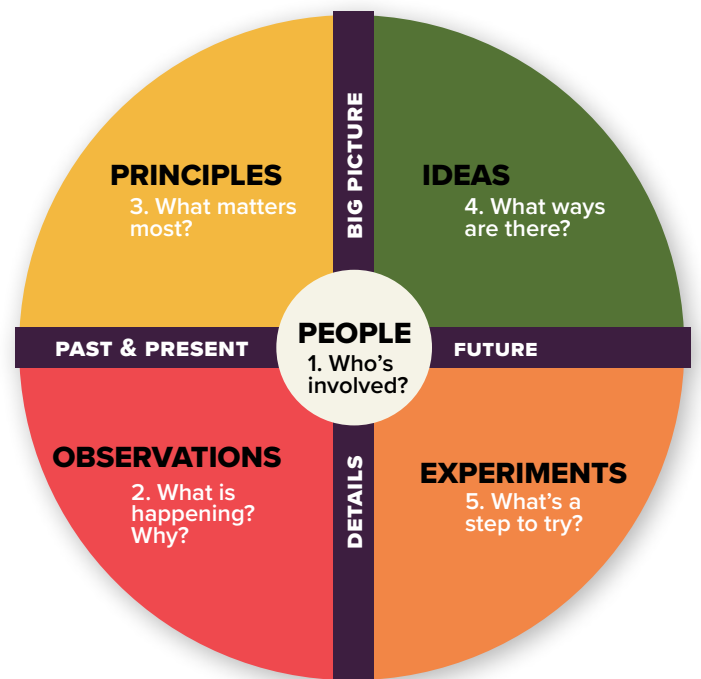 BIG PICTURE
PRINCIPLES
3. What matters
most?
IDEAS
4. What ways
are there?
PAST & PRESENT
PEOPLE
1. Who's
involved?
FUTURE
OBSERVATIONS
2. What is
happening?
Why?
DETAILS
EXPERIMENTS
5. What's a
step to try?